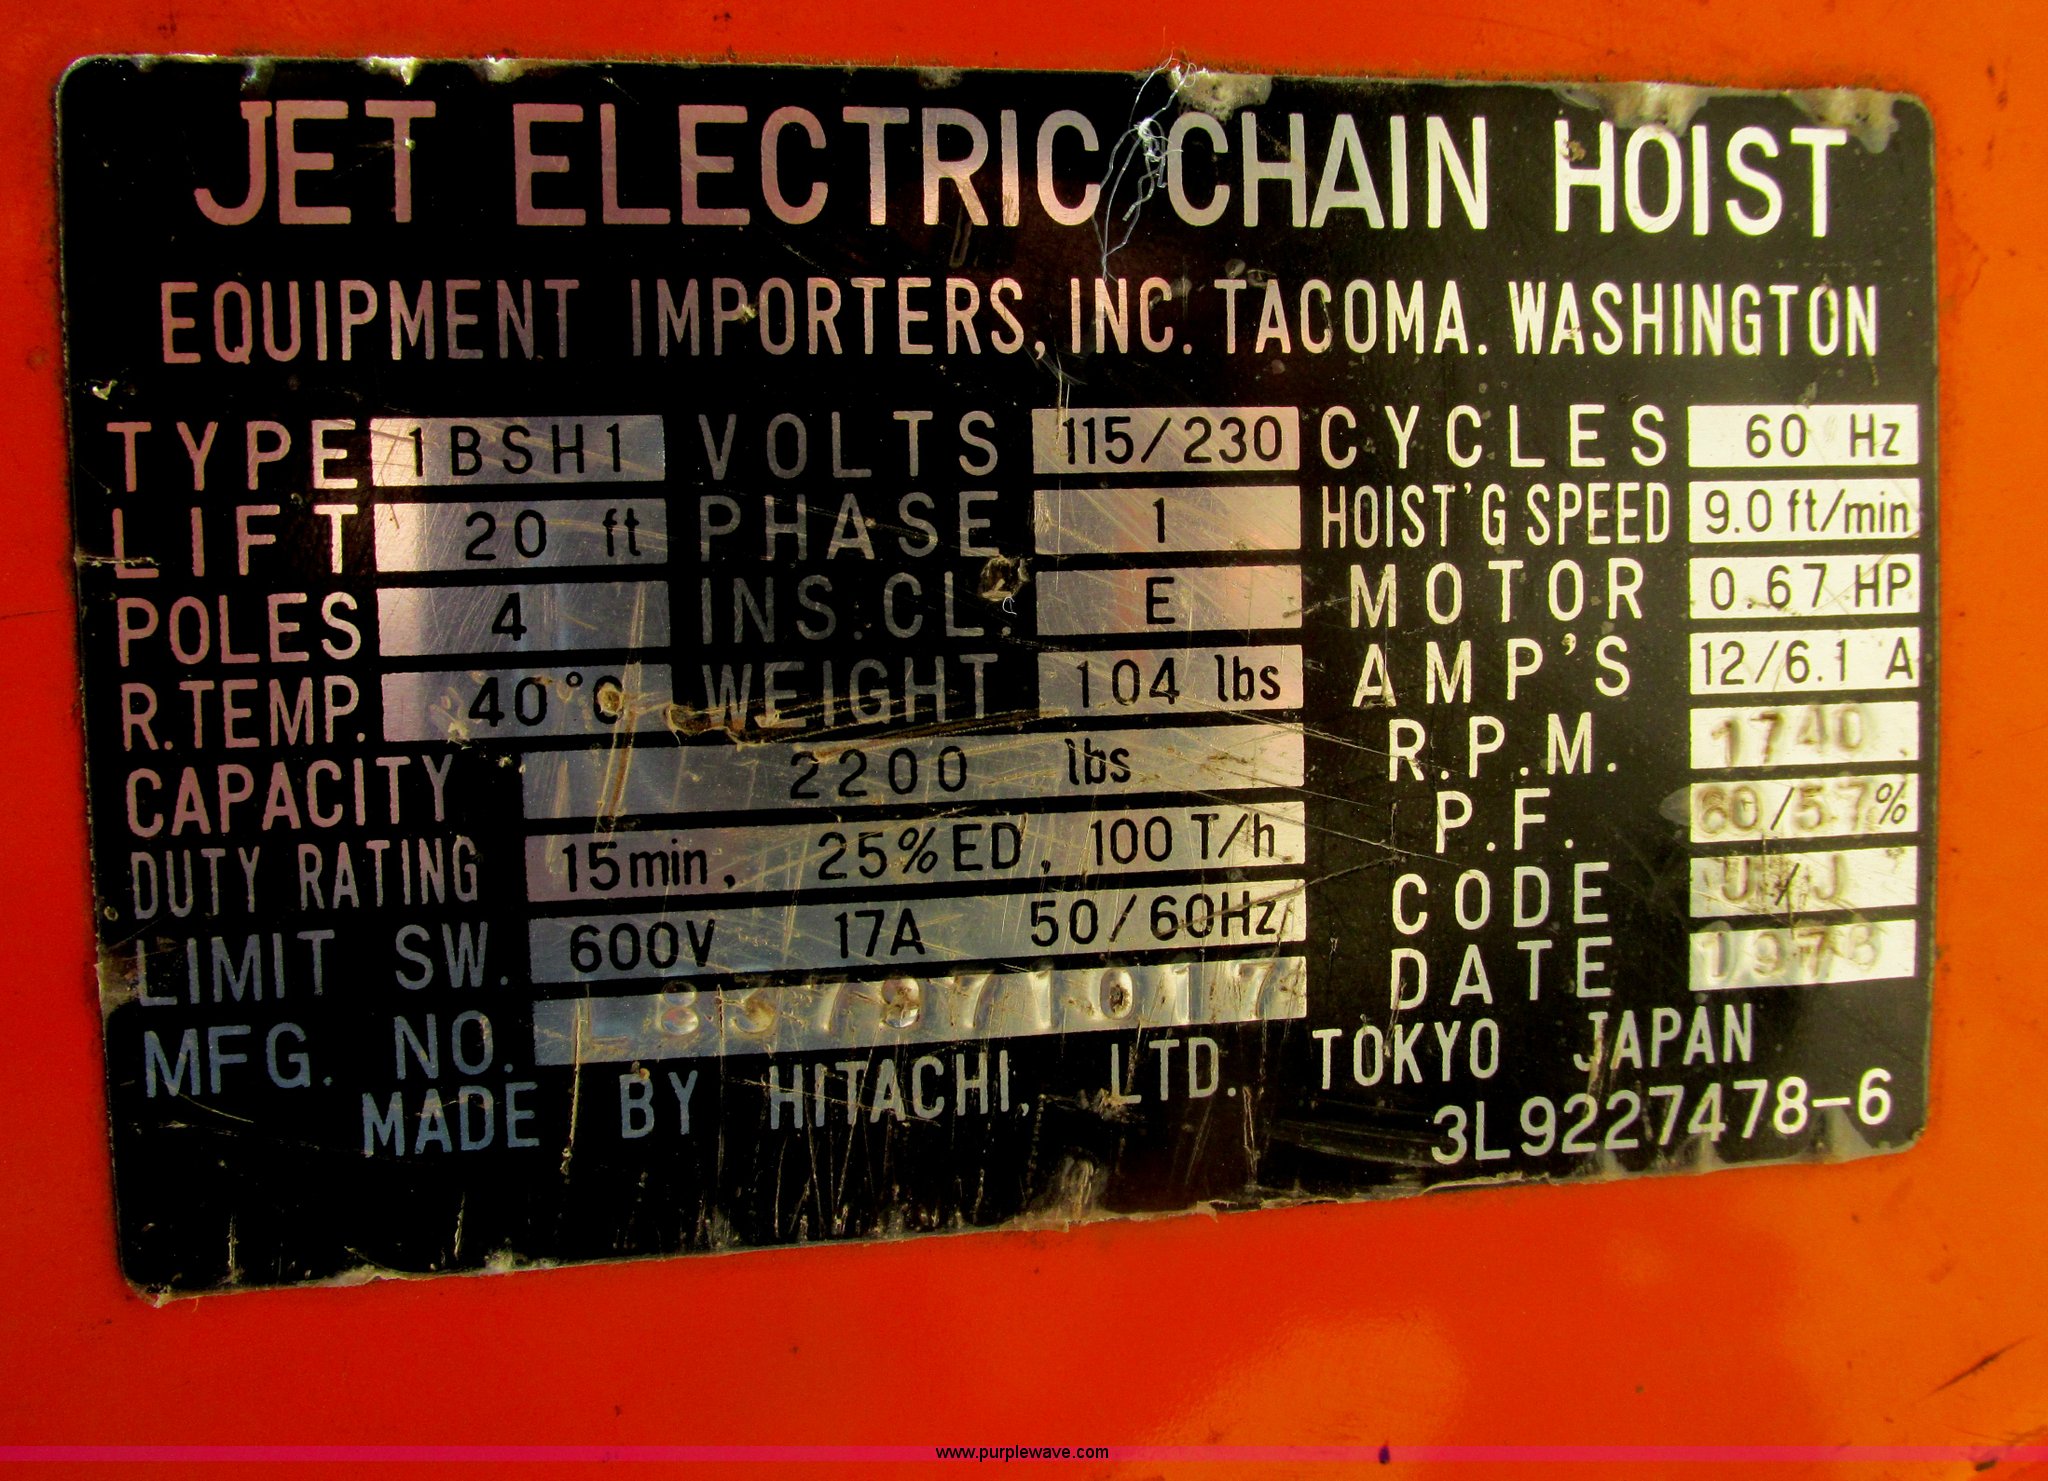 JET ELECTRIC CHAIN HOIST
EQUIPMENT IMPORTERS, INC. TACOMA. WASHINGTON
TYPE 1BSH1 VOLTS 115/230 CYCLES 60 Hz
LIFT 20 ft PHASE 1 HOIST'G SPEED 9.0 ft/min
POLES 4 INS.CL. E MOTOR 0.67 HP
R.TEMP. 40°C WEIGHT 104 lbs AMP'S 12/6.1 A
CAPACITY 2200 lbs R.P.M. 1740
DUTY RATING 15min, 25%ED, 100 T/h P.F. 60/57%
LIMIT SW. 600V 17A 50/60Hz CODE
MFG. NO. DATE 1978
MADE BY HITACHI, LTD. TOKYO JAPAN
3L9227478-6
www.purplewave.com